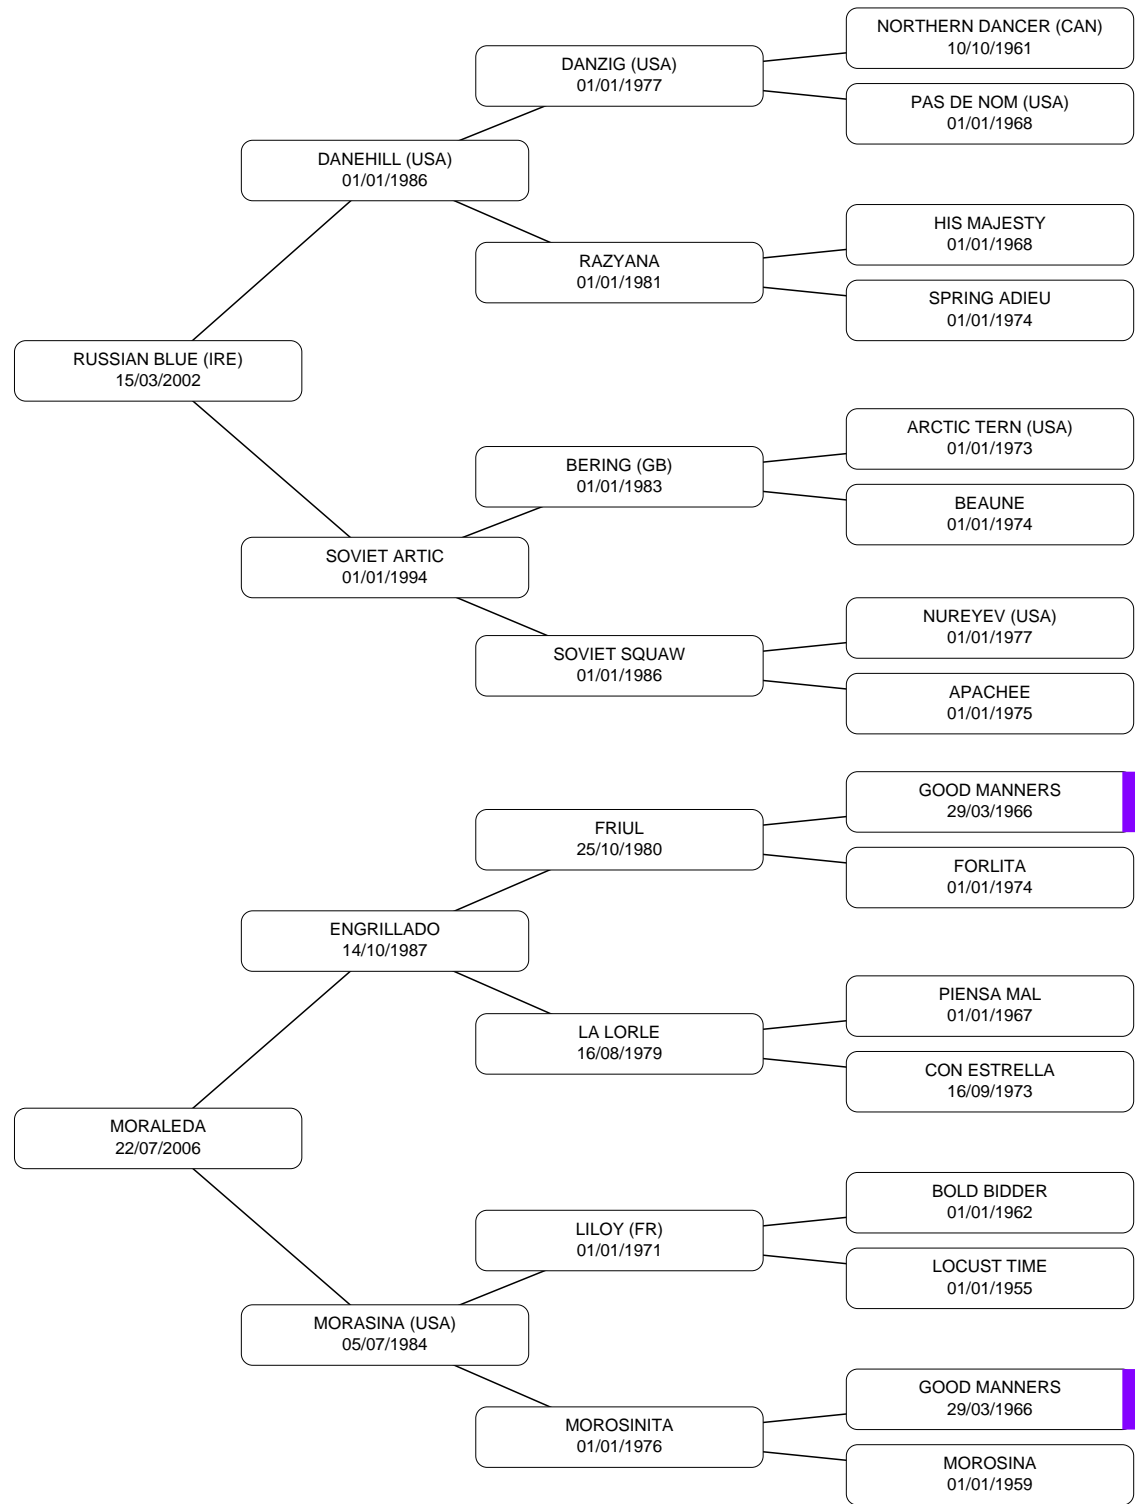 NORTHERN DANCER (CAN)
10/10/1961
DANZIG (USA)
01/01/1977
PAS DE NOM (USA)
01/01/1968
DANEHILL (USA)
01/01/1986
HIS MAJESTY
01/01/1968
RAZYANA
01/01/1981
SPRING ADIEU
01/01/1974
RUSSIAN BLUE (IRE)
15/03/2002
ARCTIC TERN (USA)
01/01/1973
BERING (GB)
01/01/1983
BEAUNE
01/01/1974
SOVIET ARTIC
01/01/1994
NUREYEV (USA)
01/01/1977
SOVIET SQUAW
01/01/1986
APACHEE
01/01/1975
GOOD MANNERS
29/03/1966
FRIUL
25/10/1980
FORLITA
01/01/1974
ENGRILLADO
14/10/1987
PIENSA MAL
01/01/1967
LA LORLE
16/08/1979
CON ESTRELLA
16/09/1973
MORALEDA
22/07/2006
BOLD BIDDER
01/01/1962
LILOY (FR)
01/01/1971
LOCUST TIME
01/01/1955
MORASINA (USA)
05/07/1984
GOOD MANNERS
29/03/1966
MOROSINITA
01/01/1976
MOROSINA
01/01/1959